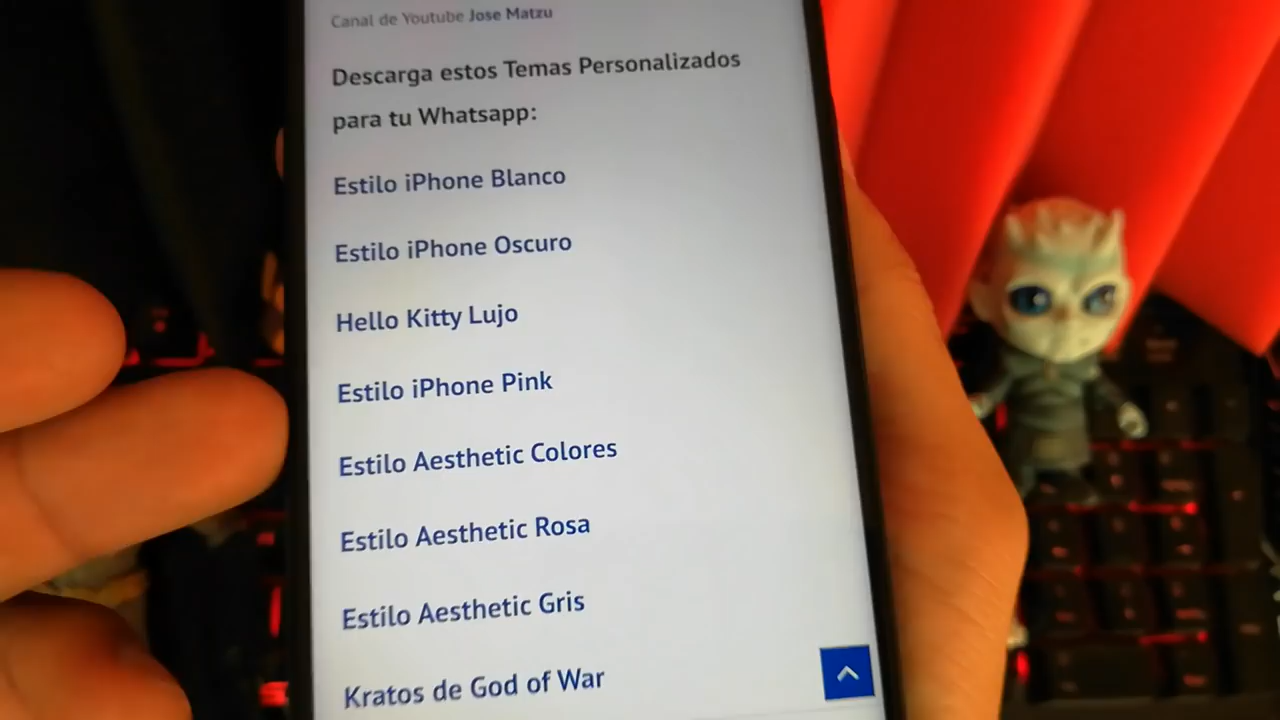 Canal de Youtube Jose Matzu
Descarga estos Temas Personalizados
para tu Whatsapp:
Estilo iPhone Blanco
Estilo iPhone Oscuro
Hello Kitty Lujo
Estilo iPhone Pink
Estilo Aesthetic Colores
Estilo Aesthetic Rosa
Estilo Aesthetic Gris
Kratos de God of War